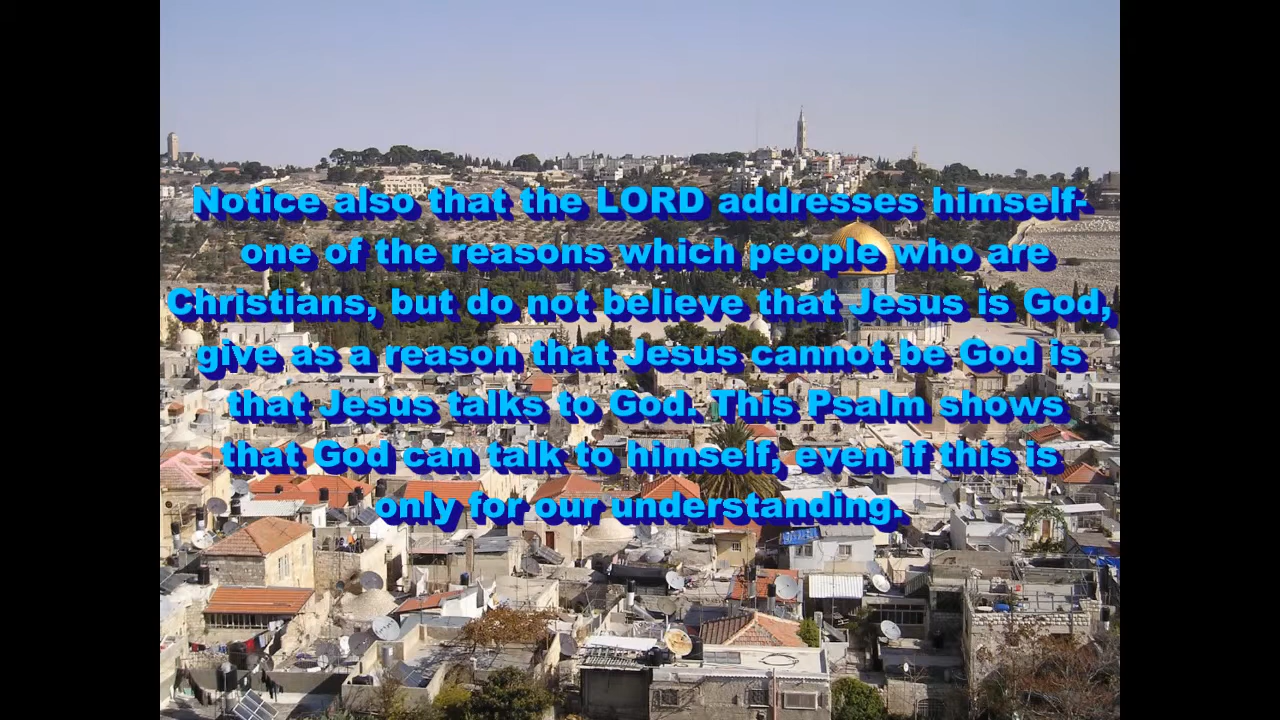 Notice also that the LORD addresses himself-
one of the reasons which people who are
Christians, but do not believe that Jesus is God,
give as a reason that Jesus cannot be God is
that Jesus talks to God. This Psalm shows
that God can talk to himself, even if this is
only for our understanding.